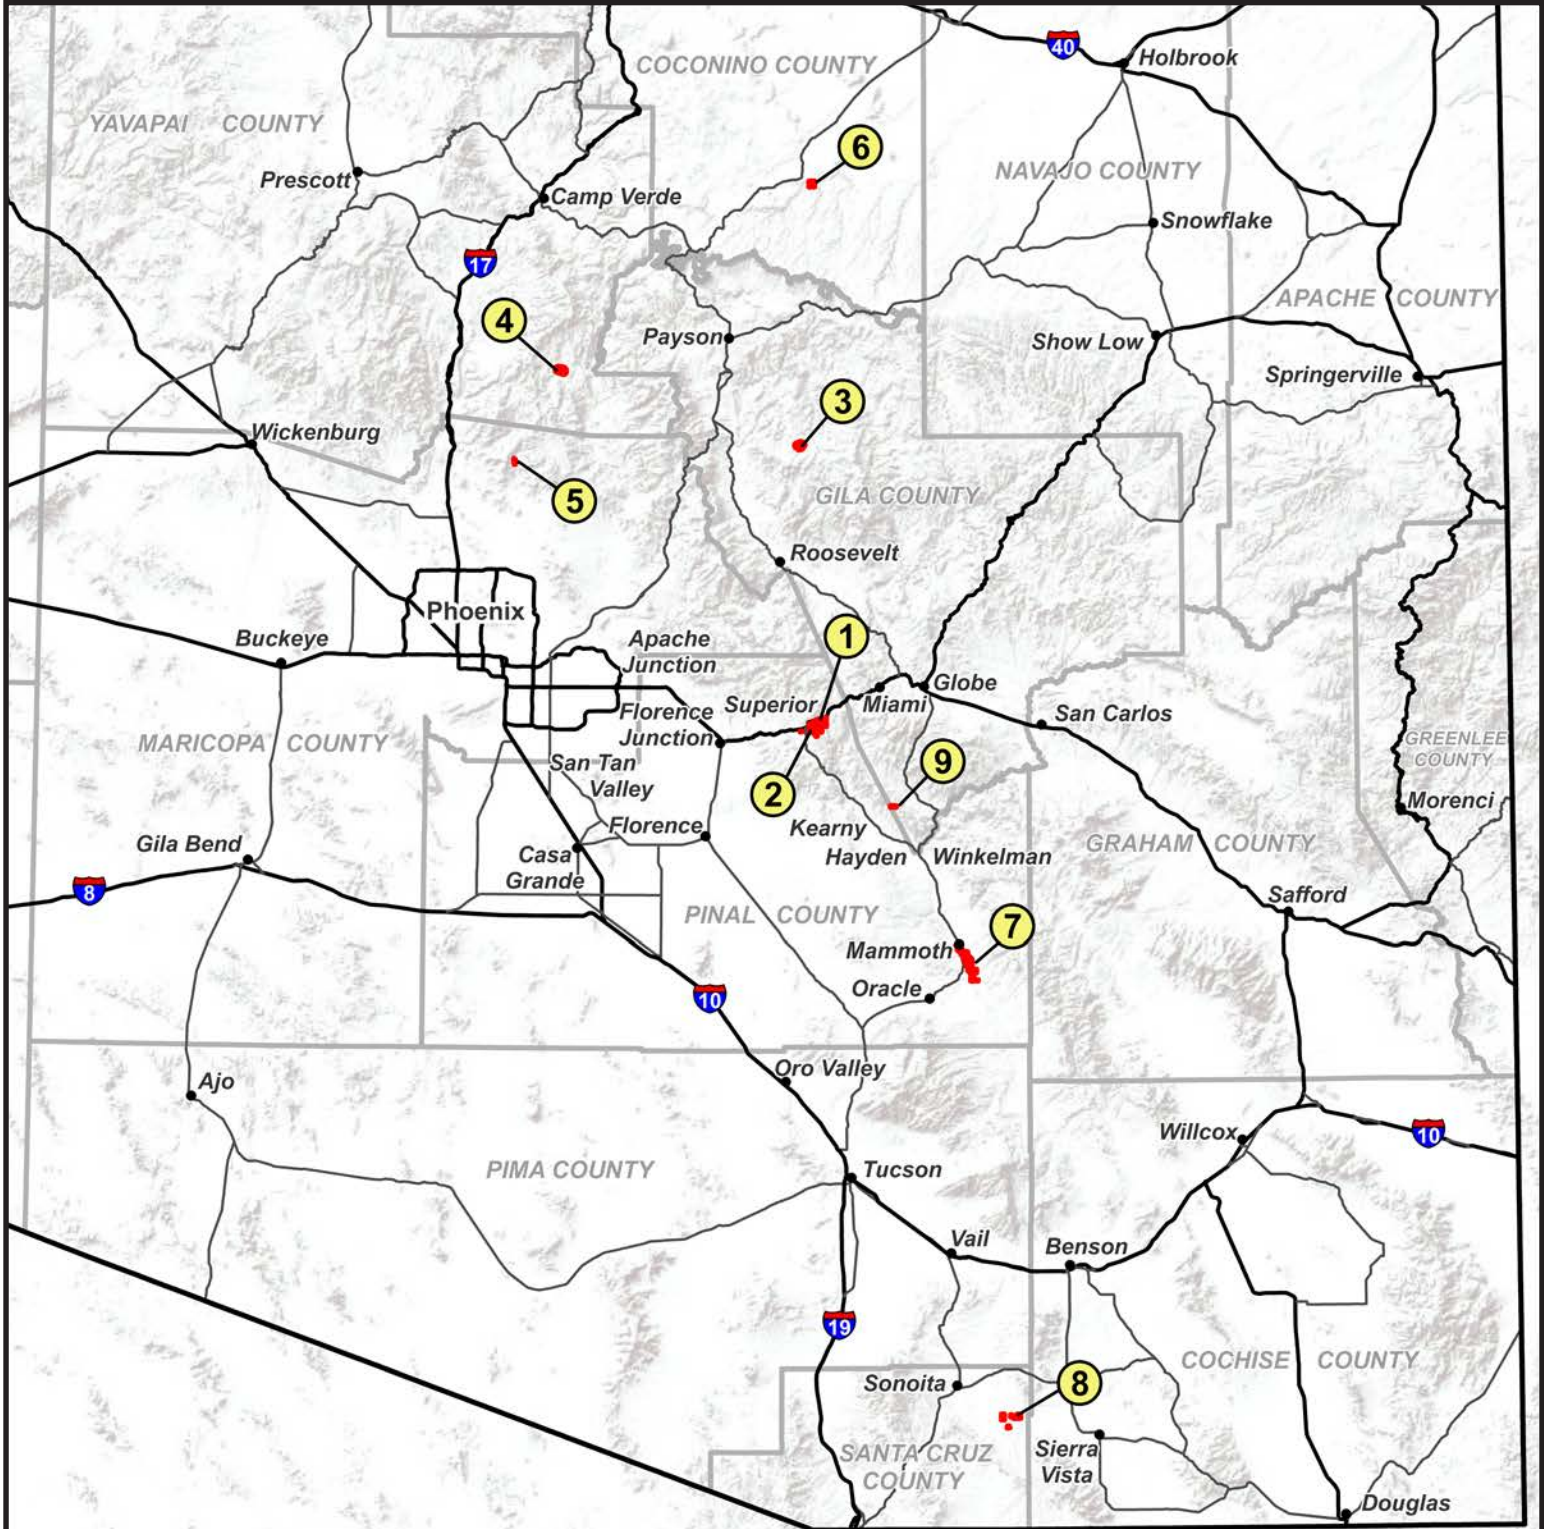 40
Holbrook
COCONINO COUNTY
YAVAPAI COUNTY
6
Prescott
NAVAJO COUNTY
Camp Verde
Snowflake
17
APACHE COUNTY
4
Payson
Show Low
Springerville
3
Wickenburg
5
GILA COUNTY
Roosevelt
Phoenix
1
Buckeye
Apache
Junction
Globe
Superior
Miami
Florence
Junction
San Carlos
MARICOPA COUNTY
GREENLEE
COUNTY
San Tan
Valley
9
2
Morenci
Kearny
Florence
Gila Bend
Casa
Grande
Hayden
Winkelman
GRAHAM COUNTY
8
Safford
PINAL COUNTY
7
Mammoth
Oracle
10
Oro Valley
Ajo
Willcox
10
PIMA COUNTY
Tucson
Vail
Benson
19
COCHISE COUNTY
Sonoita
8
SANTA CRUZ
COUNTY
Sierra
Vista
Douglas